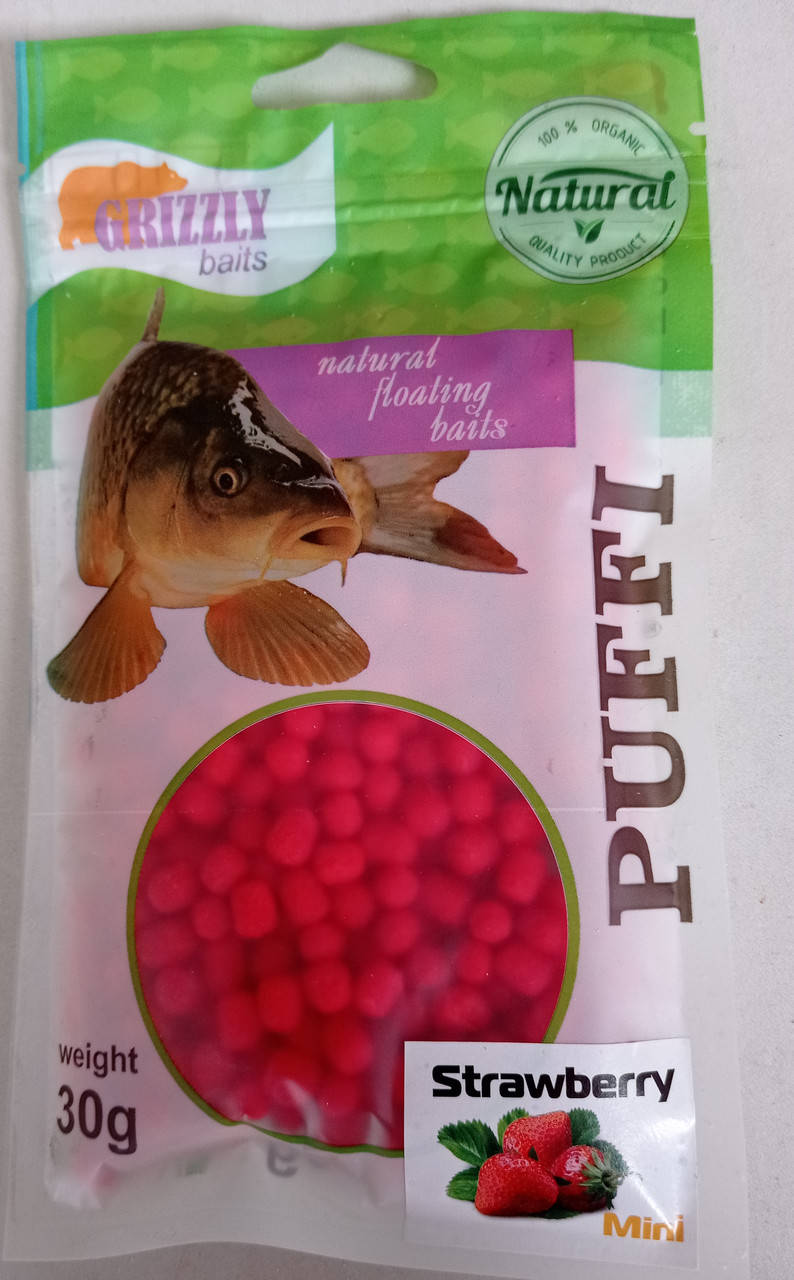 GRIZZLY
baits
100 % ORGANIC
Natural
QUALITY PRODUCT
natural
floating
baits
PUFFI
weight
30g
Strawberry
Mini